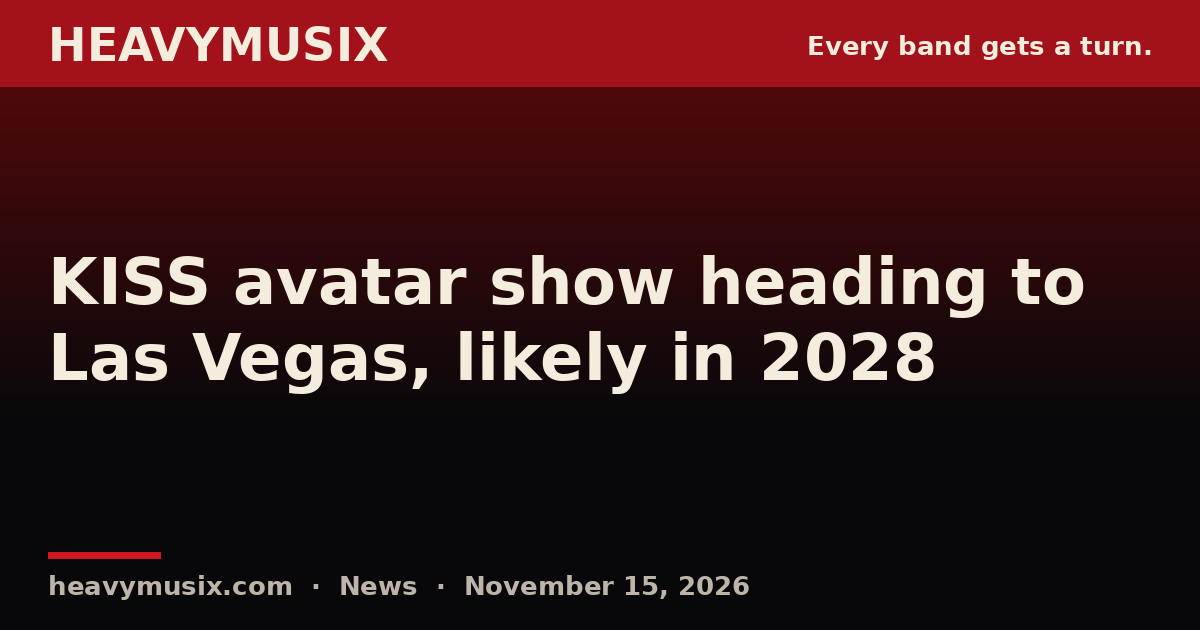 HEAVYMUSIX
Every band gets a turn.
KISS avatar show heading to
Las Vegas, likely in 2028
heavymusix.com · News · November 15, 2026